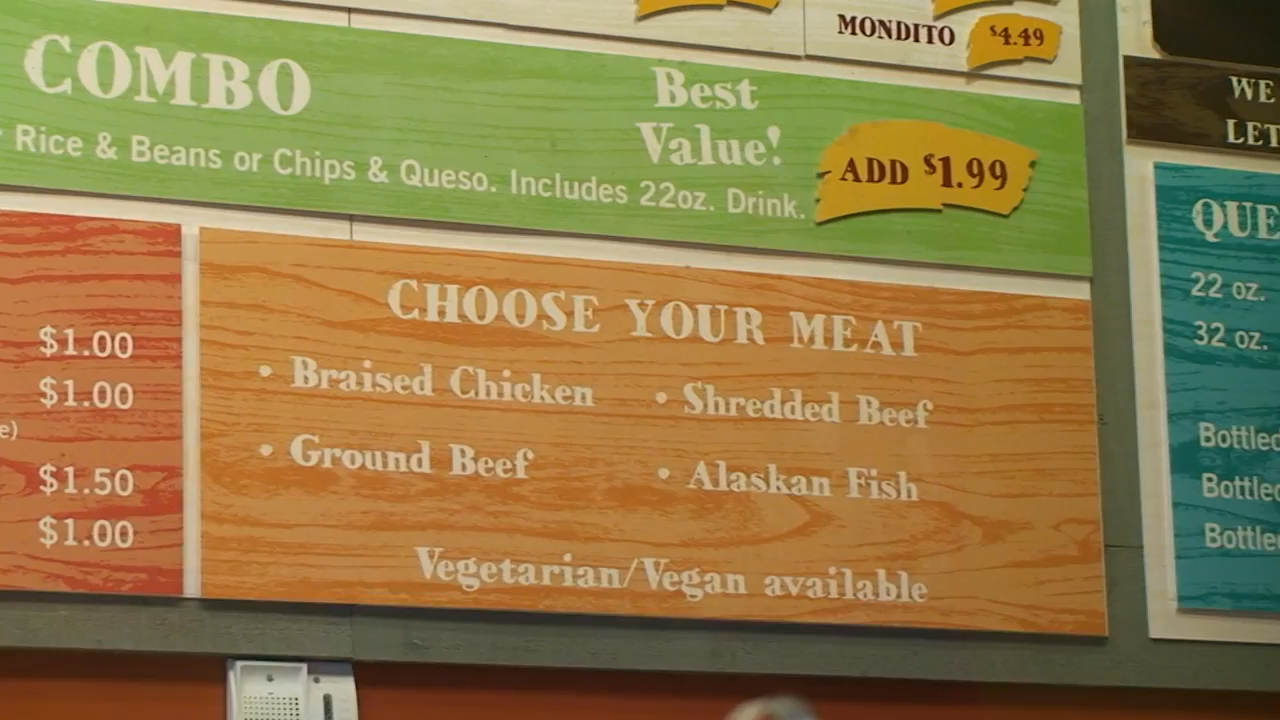 MONDITO $4.49
COMBO
Best
Value!
Rice & Beans or Chips & Queso. Includes 22oz. Drink.
ADD $1.99
$1.00
$1.00
e)
$1.50
$1.00
CHOOSE YOUR MEAT
• Braised Chicken
• Shredded Beef
• Ground Beef
• Alaskan Fish
Vegetarian/Vegan available
WE
LET
QUE
22 oz.
32 oz.
Bottled
Bottled
Bottle